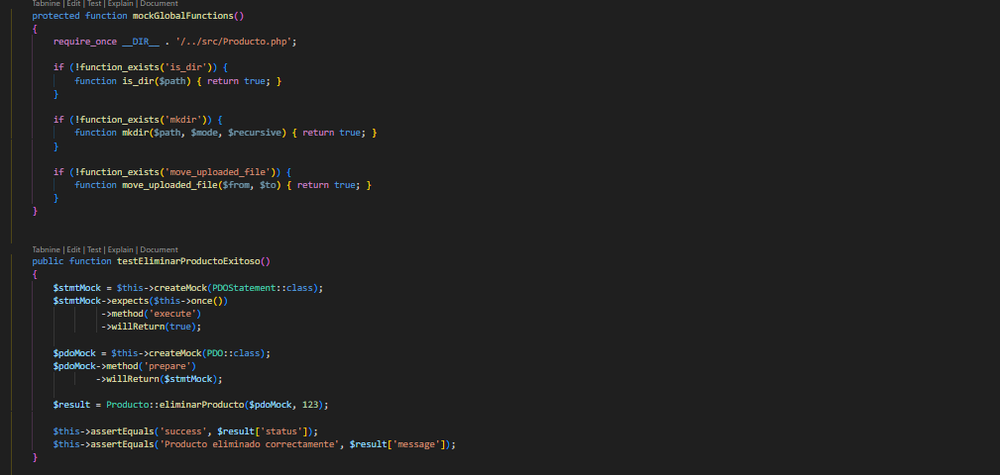 Tabnine | Edit | Test | Explain | Document
protected function mockGlobalFunctions()
{
    require_once __DIR__ . '/../src/Producto.php';

    if (!function_exists('is_dir')) {
        function is_dir($path) { return true; }
    }

    if (!function_exists('mkdir')) {
        function mkdir($path, $mode, $recursive) { return true; }
    }

    if (!function_exists('move_uploaded_file')) {
        function move_uploaded_file($from, $to) { return true; }
    }
}

Tabnine | Edit | Test | Explain | Document
public function testEliminarProductoExitoso()
{
    $stmtMock = $this->createMock(PDOStatement::class);
    $stmtMock->expects($this->once())
             ->method('execute')
             ->willReturn(true);

    $pdoMock = $this->createMock(PDO::class);
    $pdoMock->method('prepare')
            ->willReturn($stmtMock);

    $result = Producto::eliminarProducto($pdoMock, 123);

    $this->assertEquals('success', $result['status']);
    $this->assertEquals('Producto eliminado correctamente', $result['message']);
}